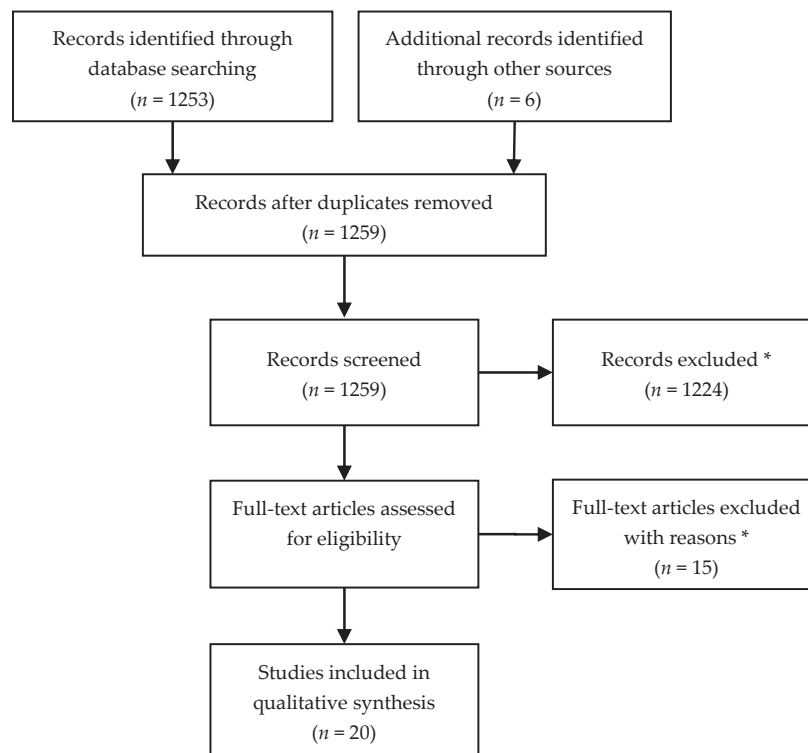 Records identified through
database searching
(n = 1253)
Additional records identified
through other sources
(n = 6)
Records after duplicates removed
(n = 1259)
Records screened
(n = 1259)
Records excluded *
(n = 1224)
Full-text articles assessed
for eligibility
Full-text articles excluded
with reasons *
(n = 15)
Studies included in
qualitative synthesis
(n = 20)